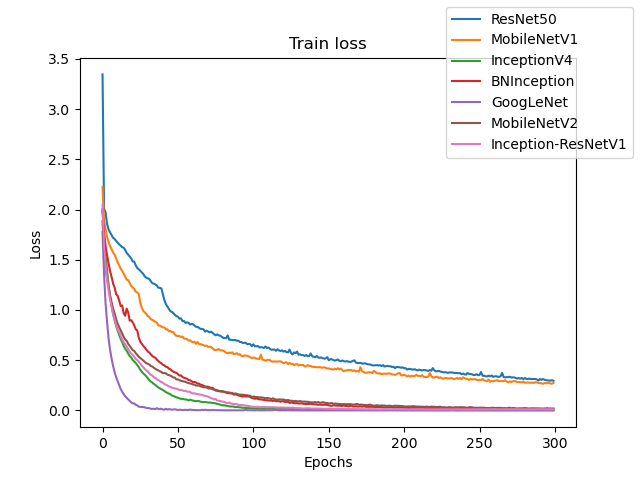 Train loss
ResNet50
MobileNetV1
InceptionV4
BNInception
GoogLeNet
MobileNetV2
Inception-ResNetV1
3.5
3.0
2.5
2.0
1.5
1.0
0.5
0.0
Loss
0 50 100 150 200 250 300
Epochs